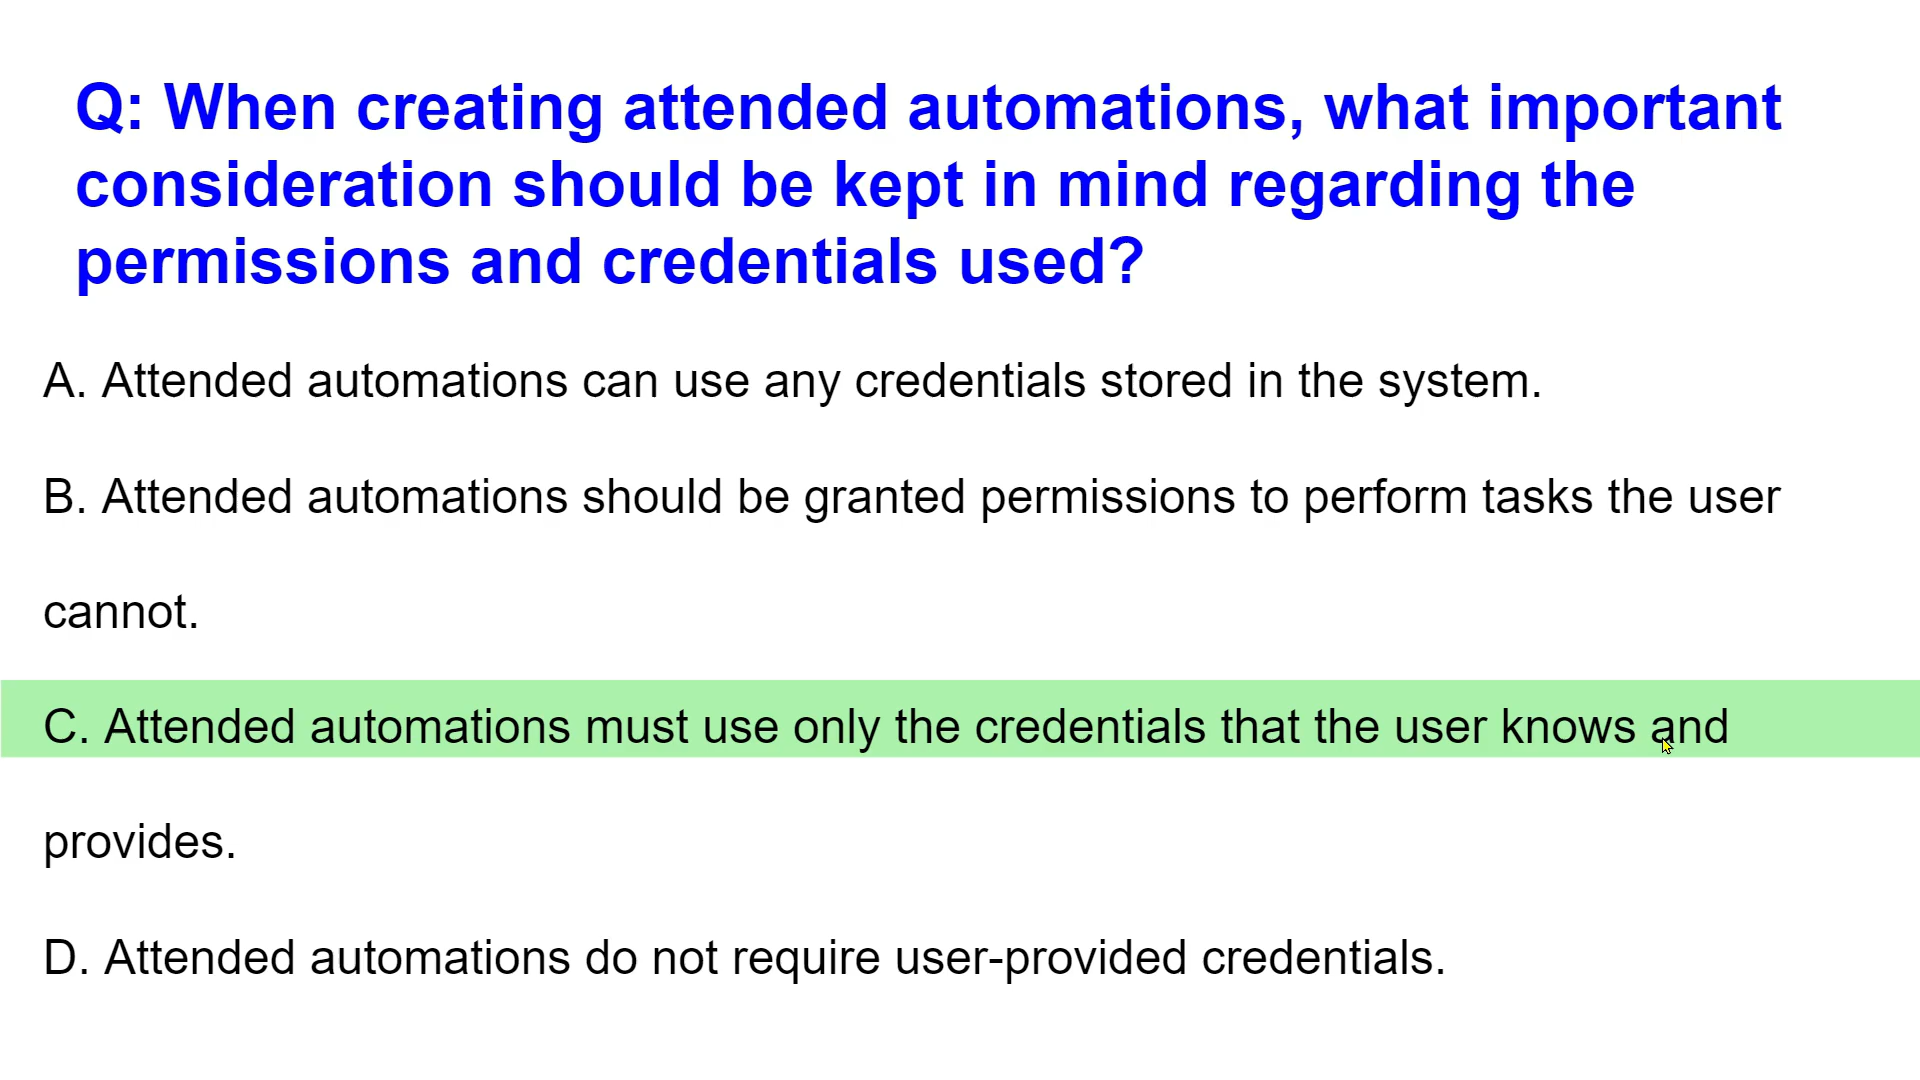 Q: When creating attended automations, what important
consideration should be kept in mind regarding the
permissions and credentials used?
A. Attended automations can use any credentials stored in the system.
B. Attended automations should be granted permissions to perform tasks the user
cannot.
C. Attended automations must use only the credentials that the user knows and
provides.
D. Attended automations do not require user-provided credentials.